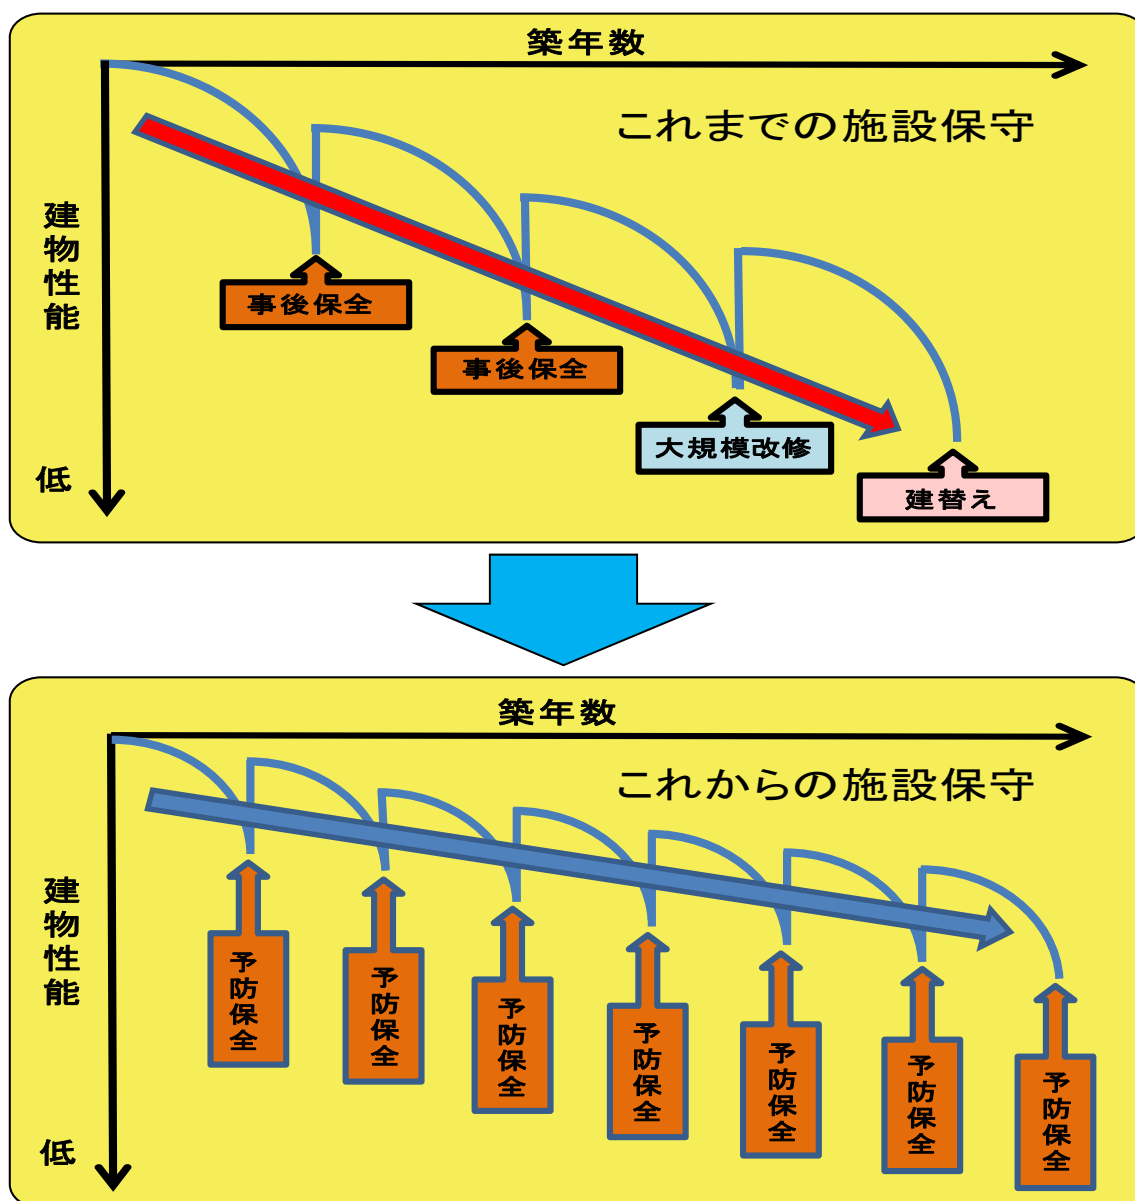 築年数
これまでの施設保守
建物性能
事後保全
事後保全
大規模改修
建替え
低
築年数
これからの施設保守
建物性能
予防保全
予防保全
予防保全
予防保全
予防保全
予防保全
予防保全
低